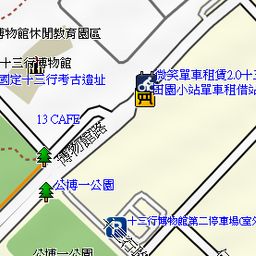 博物館休閒教育園區
十三行博物館
國定十三行考古遺址
微笑單車租賃2.0十三
田園小站單車租借站
13 CAFE
博物館路
公博一公園
十三行博物館第二停車場(室外
公博一公園